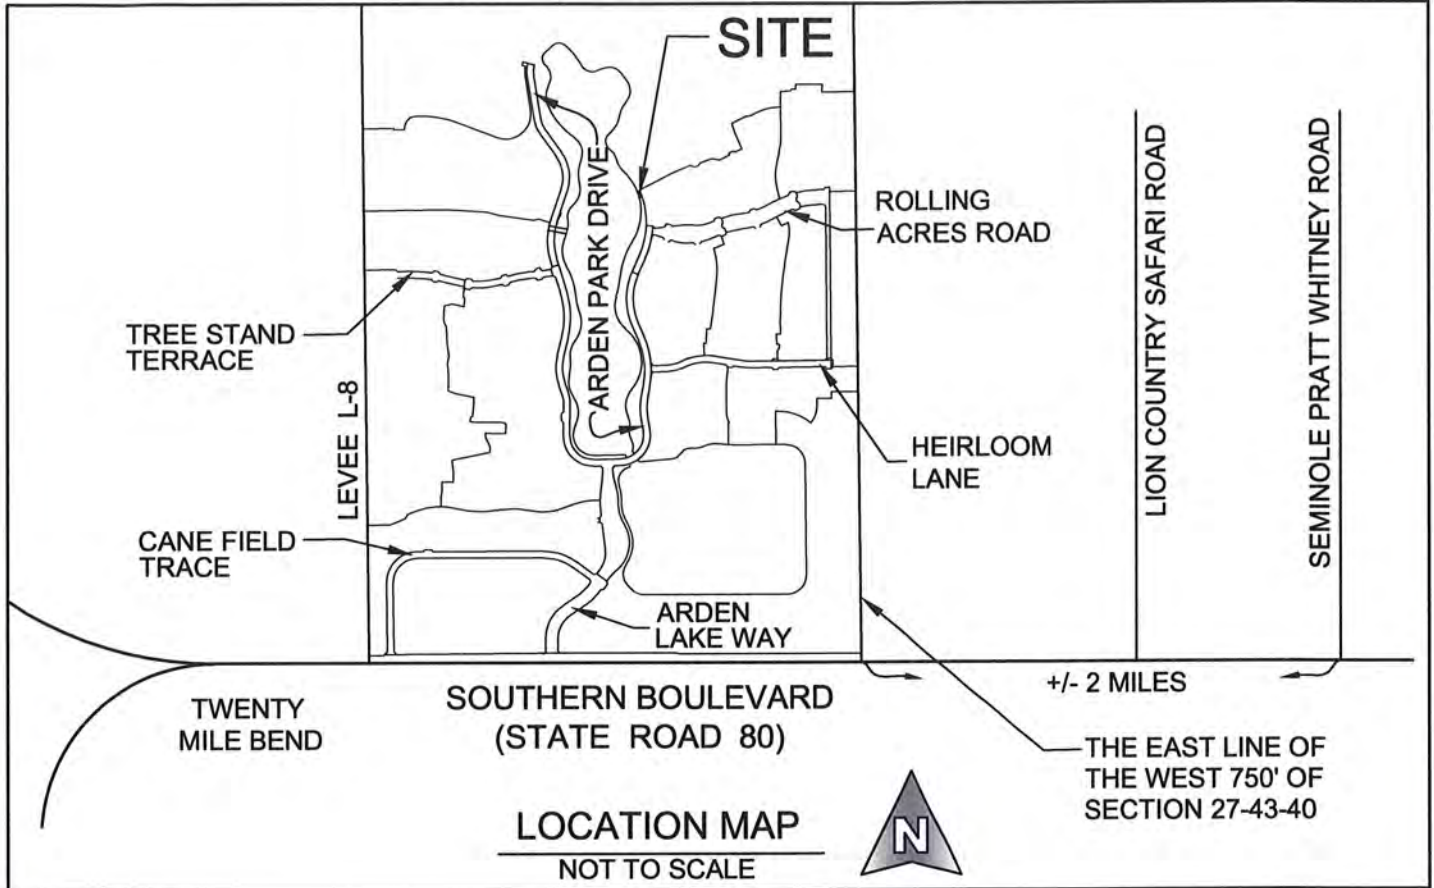 SITE
ARDEN PARK DRIVE
ROLLING
ACRES ROAD
LION COUNTRY SAFARI ROAD
SEMINOLE PRATT WHITNEY ROAD
TREE STAND
TERRACE
LEVEE L-8
HEIRLOOM
LANE
CANE FIELD
TRACE
ARDEN
LAKE WAY
TWENTY
MILE BEND
SOUTHERN BOULEVARD
(STATE ROAD 80)
+/- 2 MILES
THE EAST LINE OF
THE WEST 750' OF
SECTION 27-43-40
LOCATION MAP
NOT TO SCALE
N